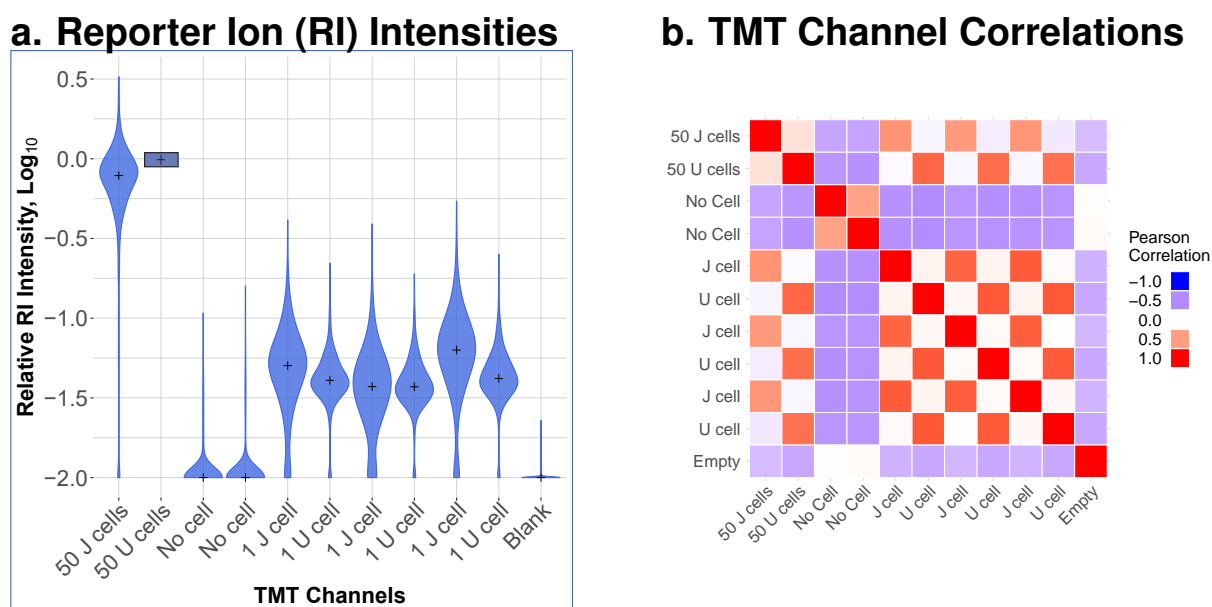 a. Reporter Ion (RI) Intensities
Relative RI Intensity, Log10
0.5
0.0
−0.5
−1.0
−1.5
−2.0
50 J cells
50 U cells
No cell
No cell
1 J cell
1 U cell
1 J cell
1 U cell
1 J cell
1 U cell
Blank
TMT Channels
b. TMT Channel Correlations
50 J cells
50 U cells
No Cell
No Cell
J cell
U cell
J cell
U cell
J cell
U cell
Empty
50 J cells
50 U cells
No Cell
No Cell
J cell
U cell
J cell
U cell
J cell
U cell
Empty
Pearson
Correlation
−1.0
−0.5
0.0
0.5
1.0